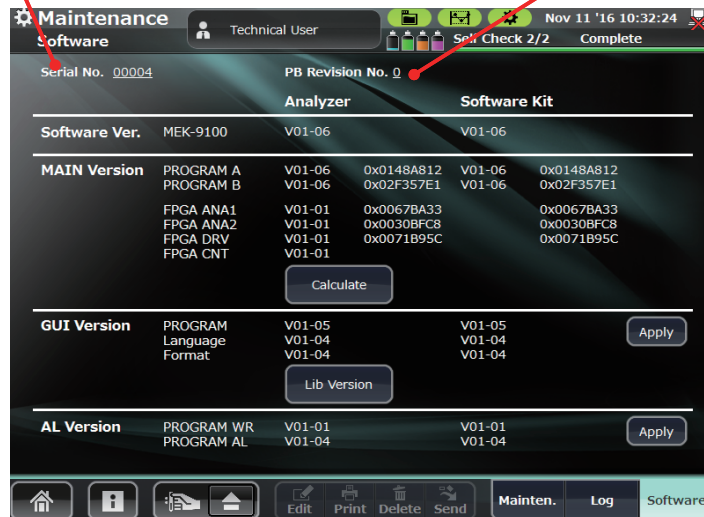 Maintenance
Software
Technical User
Nov 11 '16 10:32:24
Self Check 2/2 Complete
Serial No. 00004 PB Revision No. 0
Analyzer Software Kit
Software Ver. MEK-9100 V01-06 V01-06
MAIN Version PROGRAM A V01-06 0x0148A812 V01-06 0x0148A812
PROGRAM B V01-06 0x02F357E1 V01-06 0x02F357E1
FPGA ANA1 V01-01 0x0067BA33 0x0067BA33
FPGA ANA2 V01-01 0x0030BFC8 0x0030BFC8
FPGA DRV V01-01 0x0071B95C 0x0071B95C
FPGA CNT V01-01
Calculate
GUI Version PROGRAM V01-05 V01-05 Apply
Language V01-04 V01-04
Format V01-04 V01-04
Lib Version
AL Version PROGRAM WR V01-01 V01-01 Apply
PROGRAM AL V01-04 V01-04
Edit Print Delete Send Mainten. Log Software